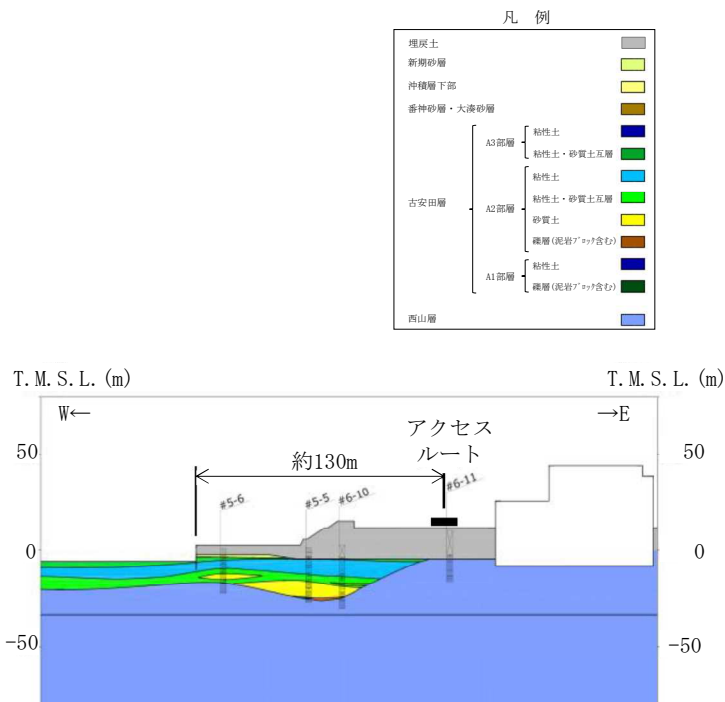 凡 例
埋戻土
新期砂層
沖積層下部
番神砂層・大湊砂層
古安田層
A3部層
粘性土
粘性土・砂質土互層
A2部層
粘性土
粘性土・砂質土互層
砂質土
礫層(泥岩ﾌﾞﾛｯｸ含む)
A1部層
粘性土
礫層(泥岩ﾌﾞﾛｯｸ含む)
西山層
T.M.S.L.(m)
T.M.S.L.(m)
W←
→E
アクセス
ルート
約130m
50
50
#5-6
#5-5
#6-10
#6-11
0
0
-50
-50